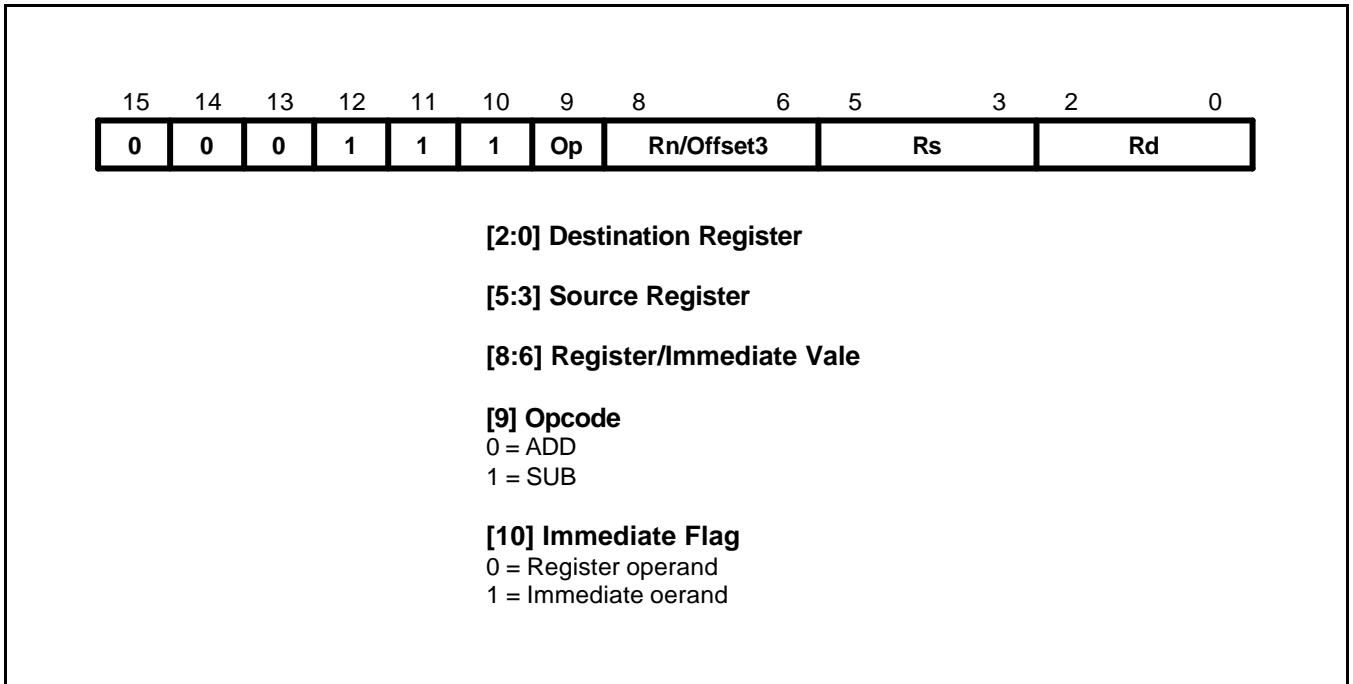 15 14 13 12 11 10 9 8 6 5 3 2 0
0 0 0 1 1 1 Op Rn/Offset3 Rs Rd
[2:0] Destination Register
[5:3] Source Register
[8:6] Register/Immediate Vale
[9] Opcode
0 = ADD
1 = SUB
[10] Immediate Flag
0 = Register operand
1 = Immediate oerand